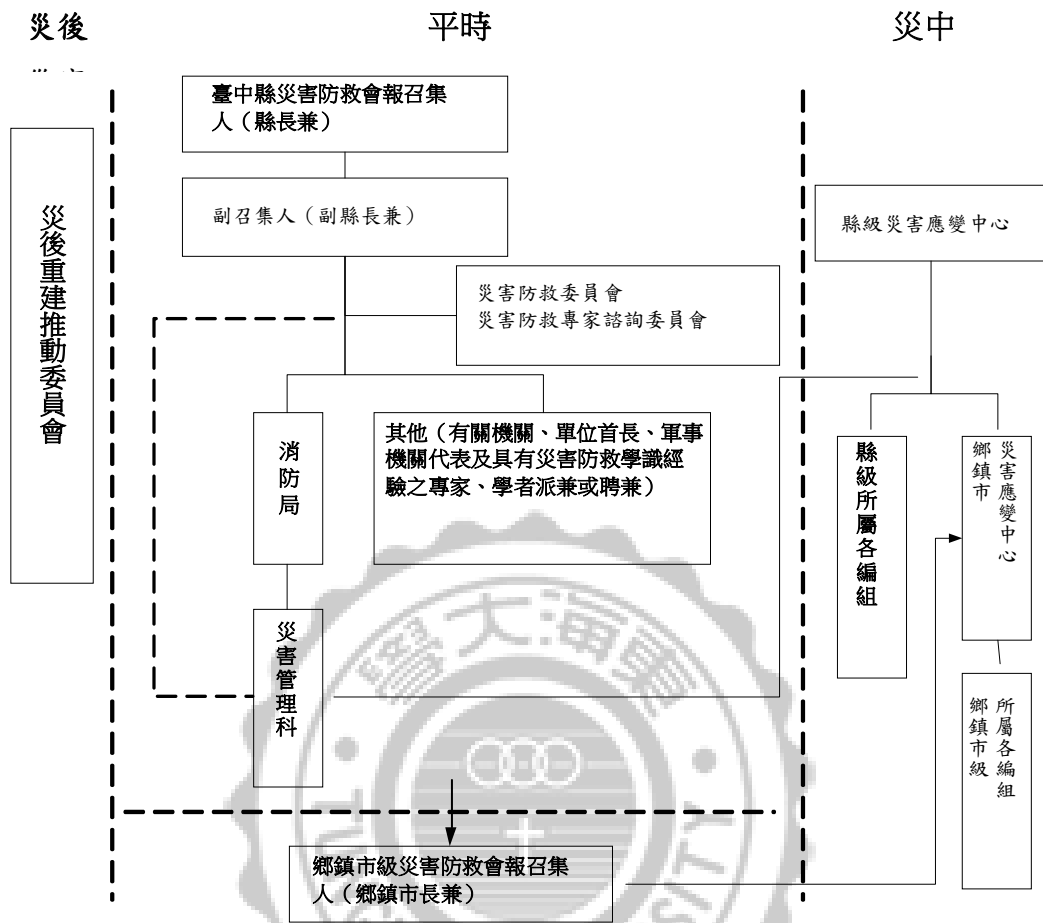 災後
平時
災中
臺中縣災害防救會報召集
人（縣長兼）
副召集人（副縣長兼）
縣級災害應變中心
災害防救委員會
災害防救專家諮詢委員會
災後重建推動委員會
消防局
其他（有關機關、單位首長、軍事
機關代表及具有災害防救學識經
驗之專家、學者派兼或聘兼）
縣級所屬各編組
鄉鎮市
災害應變中心
災害管理科
鄉鎮市級
所屬各編組
鄉鎮市級災害防救會報召集
人（鄉鎮市長兼）
學大海東
SITY